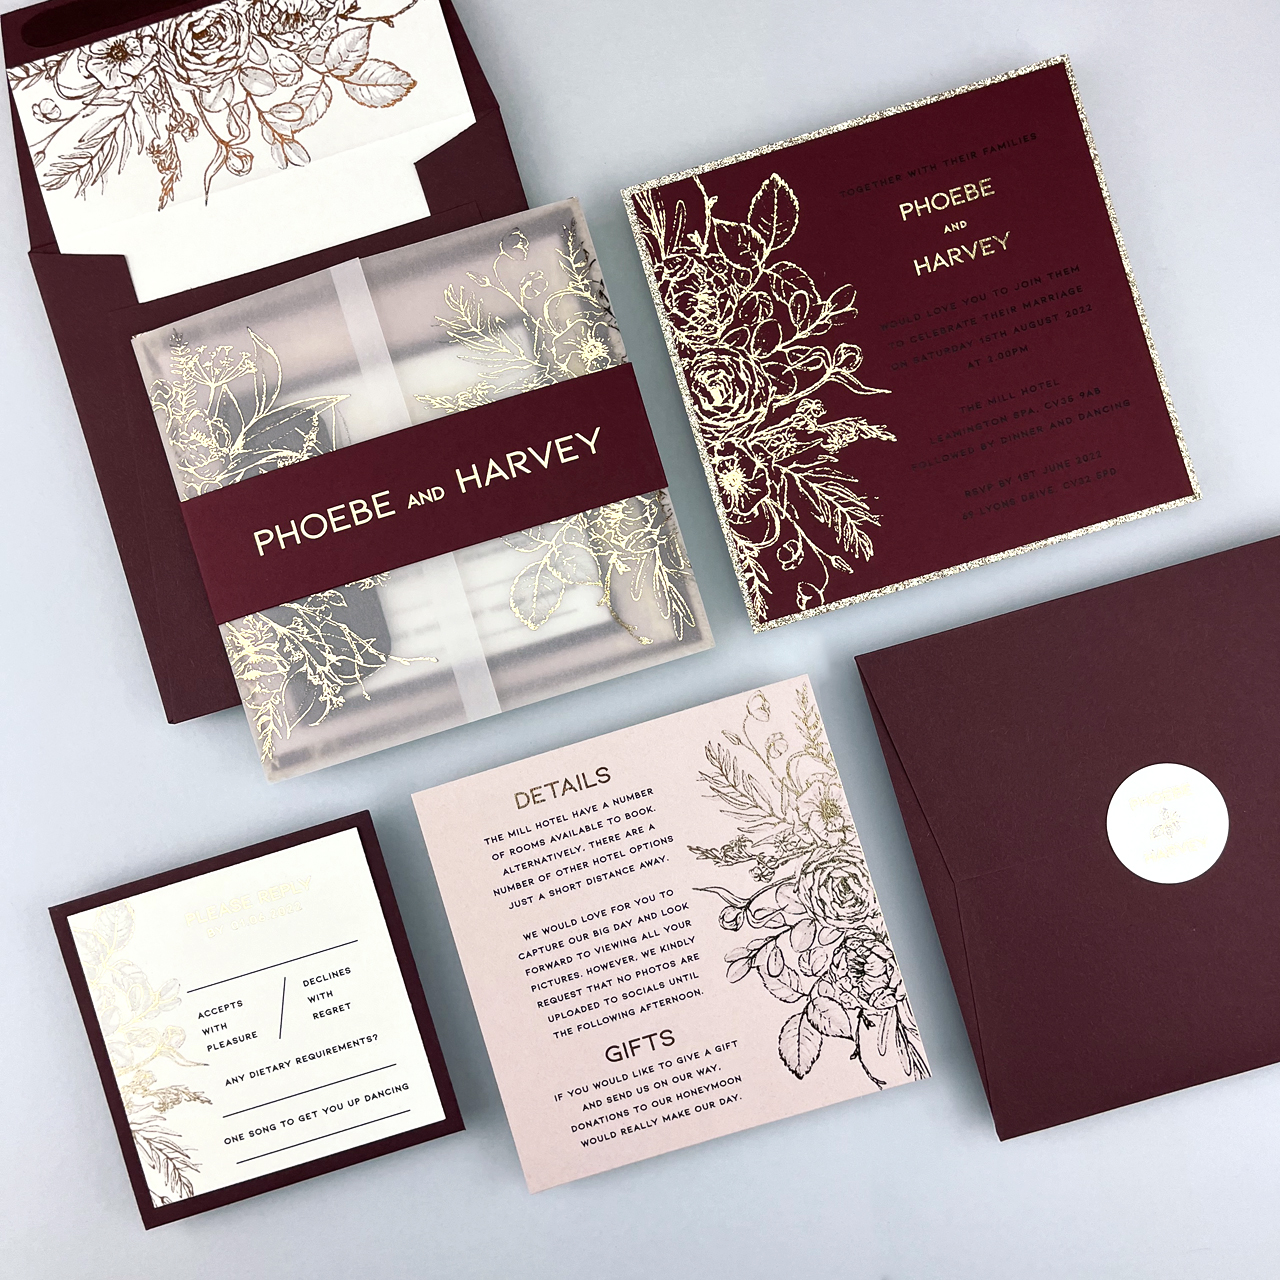 PHOEBE AND HARVEY
TOGETHER WITH THEIR FAMILIES
PHOEBE
AND
HARVEY
WOULD LOVE YOU TO JOIN THEM
TO CELEBRATE THEIR MARRIAGE
ON SATURDAY 15TH AUGUST 2022
AT 2.00PM
THE MILL HOTEL
LEAMINGTON SPA, CV35 9AB
FOLLOWED BY DINNER AND DANCING
RSVP BY 1ST JUNE 2022
LYONS DRIVE, CV22 5PD
DETAILS
THE MILL HOTEL HAVE A NUMBER
OF ROOMS AVAILABLE TO BOOK.
ALTERNATIVELY, THERE ARE A
NUMBER OF OTHER HOTEL OPTIONS
JUST A SHORT DISTANCE AWAY.
WE WOULD LOVE FOR YOU TO
CAPTURE OUR BIG DAY AND LOOK
FORWARD TO VIEWING ALL YOUR
PICTURES. HOWEVER, WE KINDLY
REQUEST THAT NO PHOTOS ARE
UPLOADED TO SOCIALS UNTIL
THE FOLLOWING AFTERNOON.
GIFTS
IF YOU WOULD LIKE TO GIVE A GIFT
AND SEND US ON OUR WAY,
DONATIONS TO OUR HONEYMOON
WOULD REALLY MAKE OUR DAY.
PLEASE REPLY
ACCEPTS
WITH
PLEASURE
DECLINES
WITH
REGRET
ANY DIETARY REQUIREMENTS?
ONE SONG TO GET YOU UP DANCING
PHOEBE